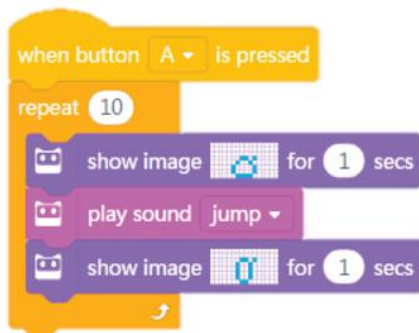 when button A is pressed
repeat 10
show image for 1 secs
play sound jump
show image for 1 secs